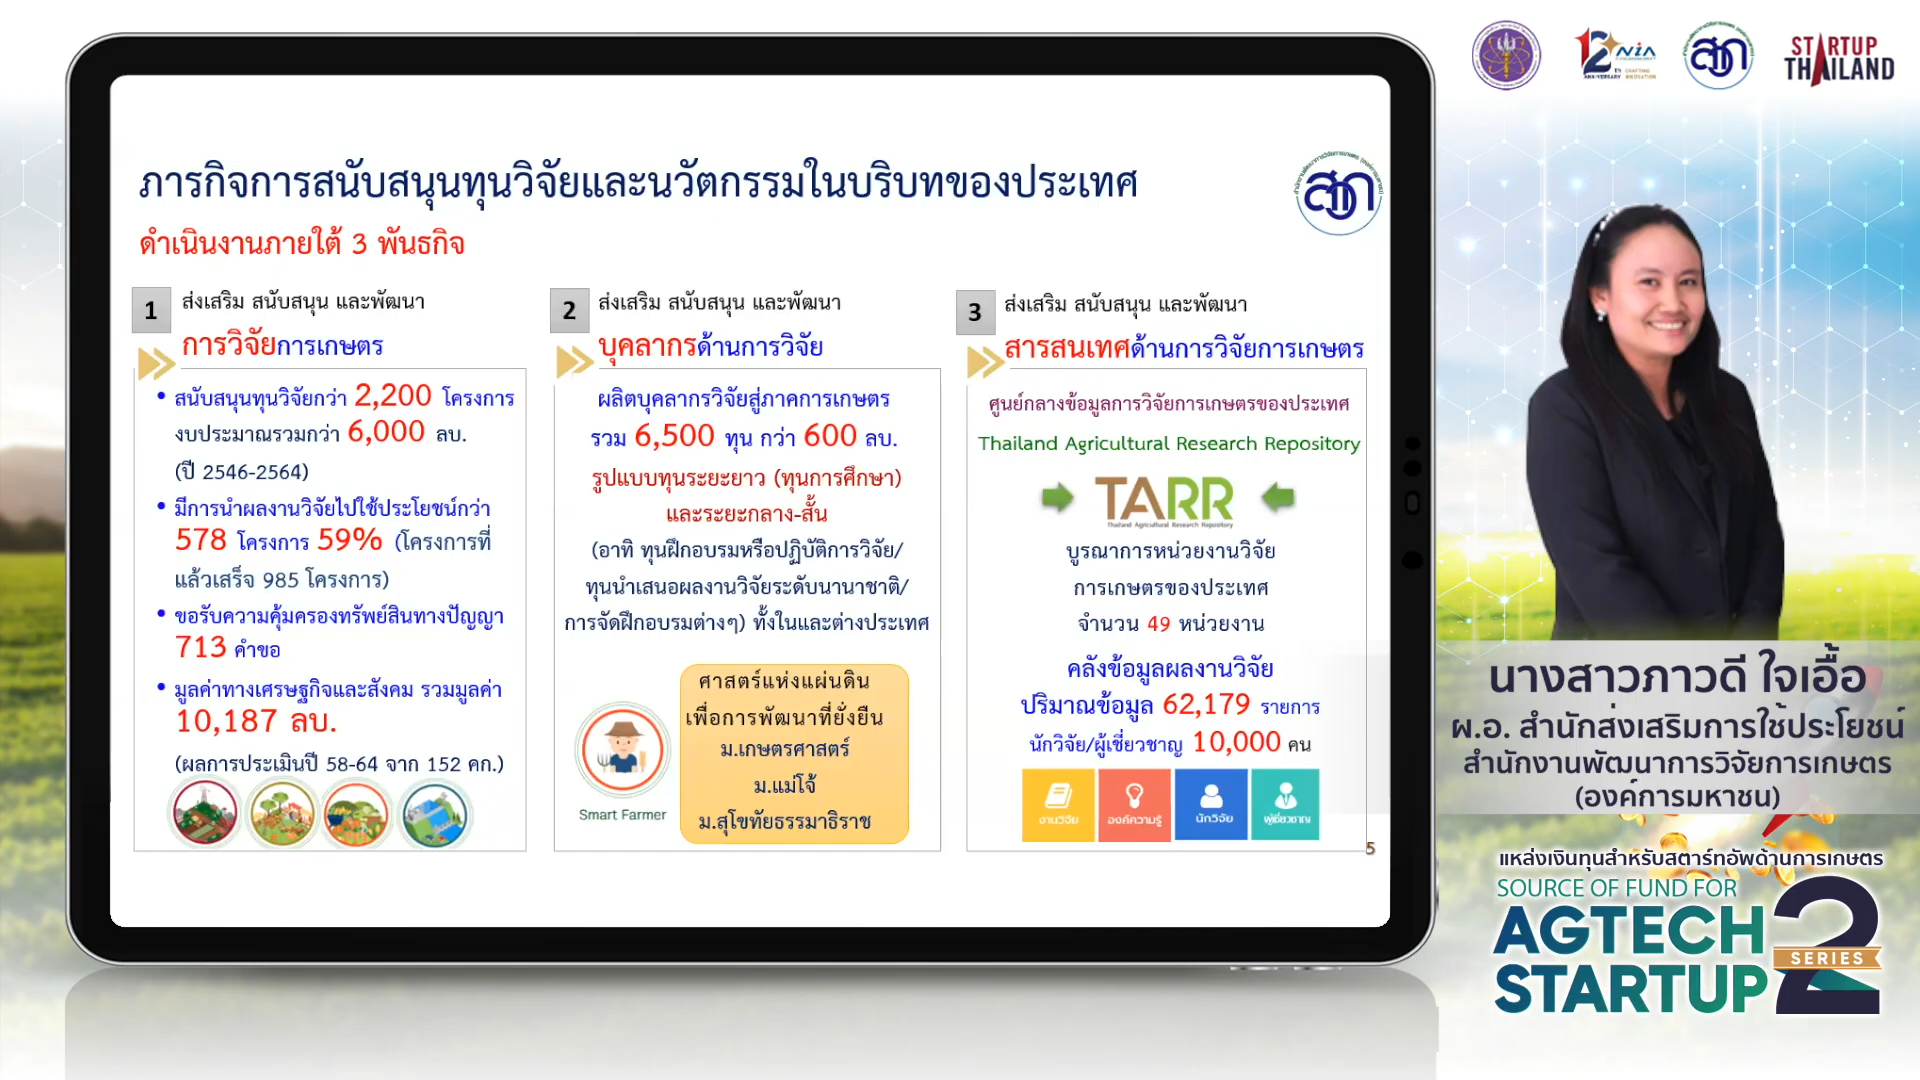 ภารกิจการสนับสนุนทุนวิจัยและนวัตกรรมในบริบทของประเทศ
ดำเนินงานภายใต้ 3 พันธกิจ
สวก
1
ส่งเสริม สนับสนุน และพัฒนา
การวิจัยการเกษตร
• สนับสนุนทุนวิจัยกว่า 2,200 โครงการ
งบประมาณรวมกว่า 6,000 ลบ.
(ปี 2546-2564)
• มีการนำผลงานวิจัยไปใช้ประโยชน์กว่า
578 โครงการ 59% (โครงการที่
แล้วเสร็จ 985 โครงการ)
• ขอรับความคุ้มครองทรัพย์สินทางปัญญา
713 คำขอ
• มูลค่าทางเศรษฐกิจและสังคม รวมมูลค่า
10,187 ลบ.
(ผลการประเมินปี 58-64 จาก 152 คก.)
2
ส่งเสริม สนับสนุน และพัฒนา
บุคลากรด้านการวิจัย
ผลิตบุคลากรวิจัยสู่ภาคการเกษตร
รวม 6,500 ทุน กว่า 600 ลบ.
รูปแบบทุนระยะยาว (ทุนการศึกษา)
และระยะกลาง-สั้น
(อาทิ ทุนฝึกอบรมหรือปฏิบัติการวิจัย/
ทุนนำเสนอผลงานวิจัยระดับนานาชาติ/
การจัดฝึกอบรมต่างๆ) ทั้งในและต่างประเทศ
Smart Farmer
ศาสตร์แห่งแผ่นดิน
เพื่อการพัฒนาที่ยั่งยืน
ม.เกษตรศาสตร์
ม.แม่โจ้
ม.สุโขทัยธรรมาธิราช
3
ส่งเสริม สนับสนุน และพัฒนา
สารสนเทศด้านการวิจัยการเกษตร
ศูนย์กลางข้อมูลการวิจัยการเกษตรของประเทศ
Thailand Agricultural Research Repository
TARR
Thailand Agricultural Research Repository
บูรณาการหน่วยงานวิจัย
การเกษตรของประเทศ
จำนวน 49 หน่วยงาน
คลังข้อมูลผลงานวิจัย
ปริมาณข้อมูล 62,179 รายการ
นักวิจัย/ผู้เชี่ยวชาญ 10,000 คน
งานวิจัย
องค์ความรู้
นักวิจัย
ผู้เชี่ยวชาญ
5
12 NIA
ANNIVERSARY
สวก
STARTUP
THAILAND
นางสาวภาวดี ใจเอื้อ
ผ.อ. สำนักส่งเสริมการใช้ประโยชน์
สำนักงานพัฒนาการวิจัยการเกษตร
(องค์การมหาชน)
แหล่งเงินทุนสำหรับสตาร์ทอัพด้านการเกษตร
SOURCE OF FUND FOR
AGTECH
STARTUP
2
SERIES